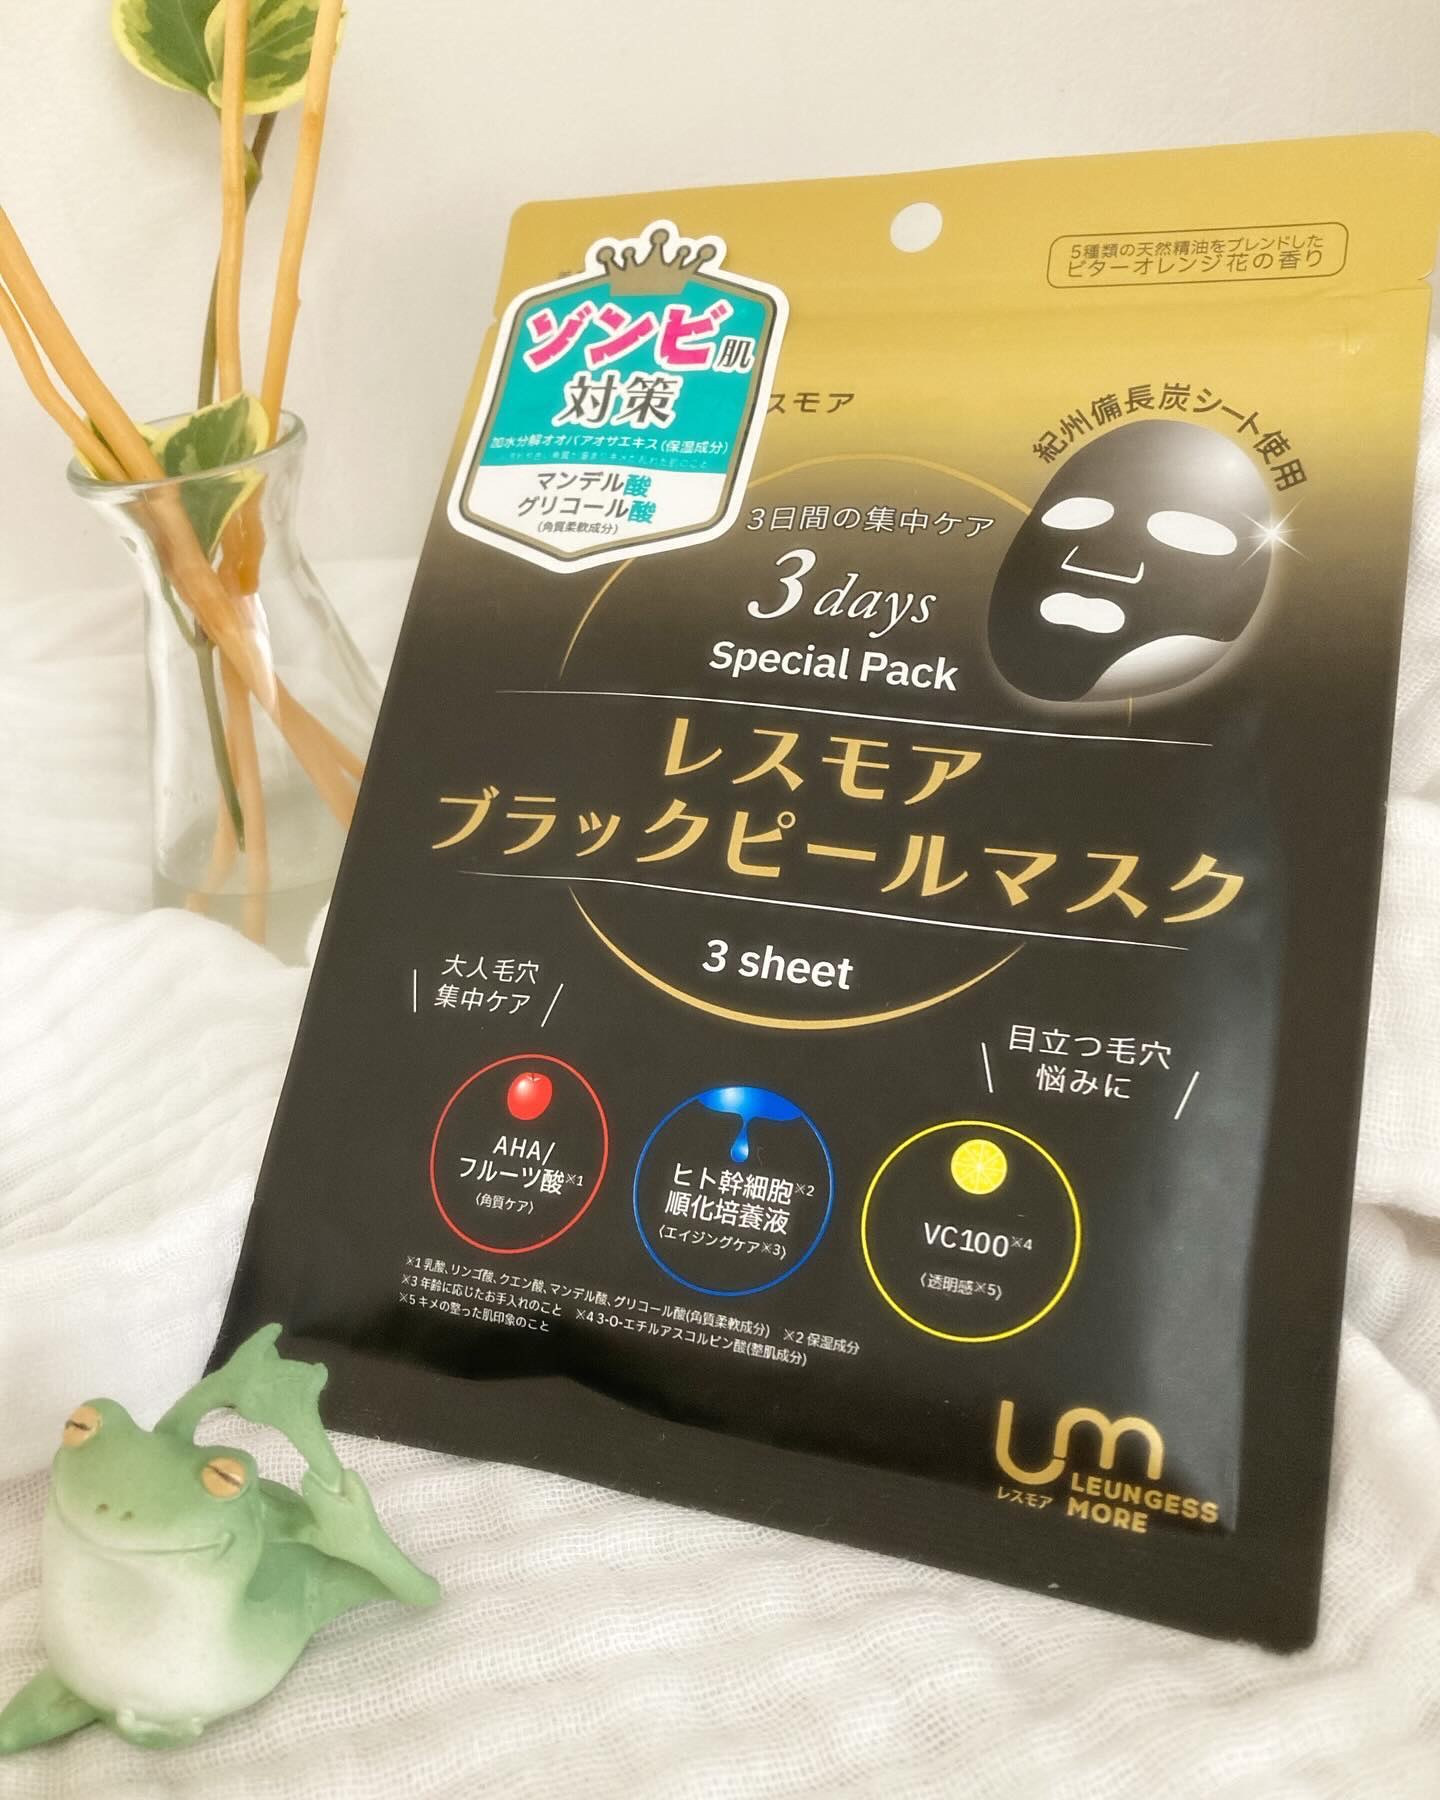 5種類の天然精油をブレンドした
ビターオレンジ花の香り
ゾンビ肌
対策
加水分解オオバアオサエキス(保湿成分)
マンデル酸
グリコール酸
(角質柔軟成分)
スモア
紀州備長炭シート使用
3日間の集中ケア
3 days
Special Pack
レスモア
ブラックピールマスク
3 sheet
大人毛穴
集中ケア
目立つ毛穴
悩みに
AHA/
フルーツ酸※1
〈角質ケア〉
ヒト幹細胞※2
順化培養液
〈エイジングケア※3〉
VC100※4
〈透明感※5〉
※1 乳酸、リンゴ酸、クエン酸、マンデル酸、グリコール酸(角質柔軟成分) ※2 保湿成分
※3 年齢に応じたお手入れのこと ※4 3-O-エチルアスコルビン酸(整肌成分)
※5 キメの整った肌印象のこと
um
レスモア
LEUNGESS
MORE